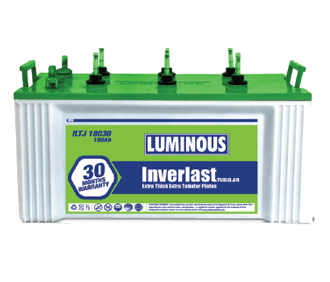 ILTJ 18030
150Ah
LUMINOUS
30
MONTHS
WARRANTY
Inverlast
TUBULAR
Extra Thick Extra Tubular Plates